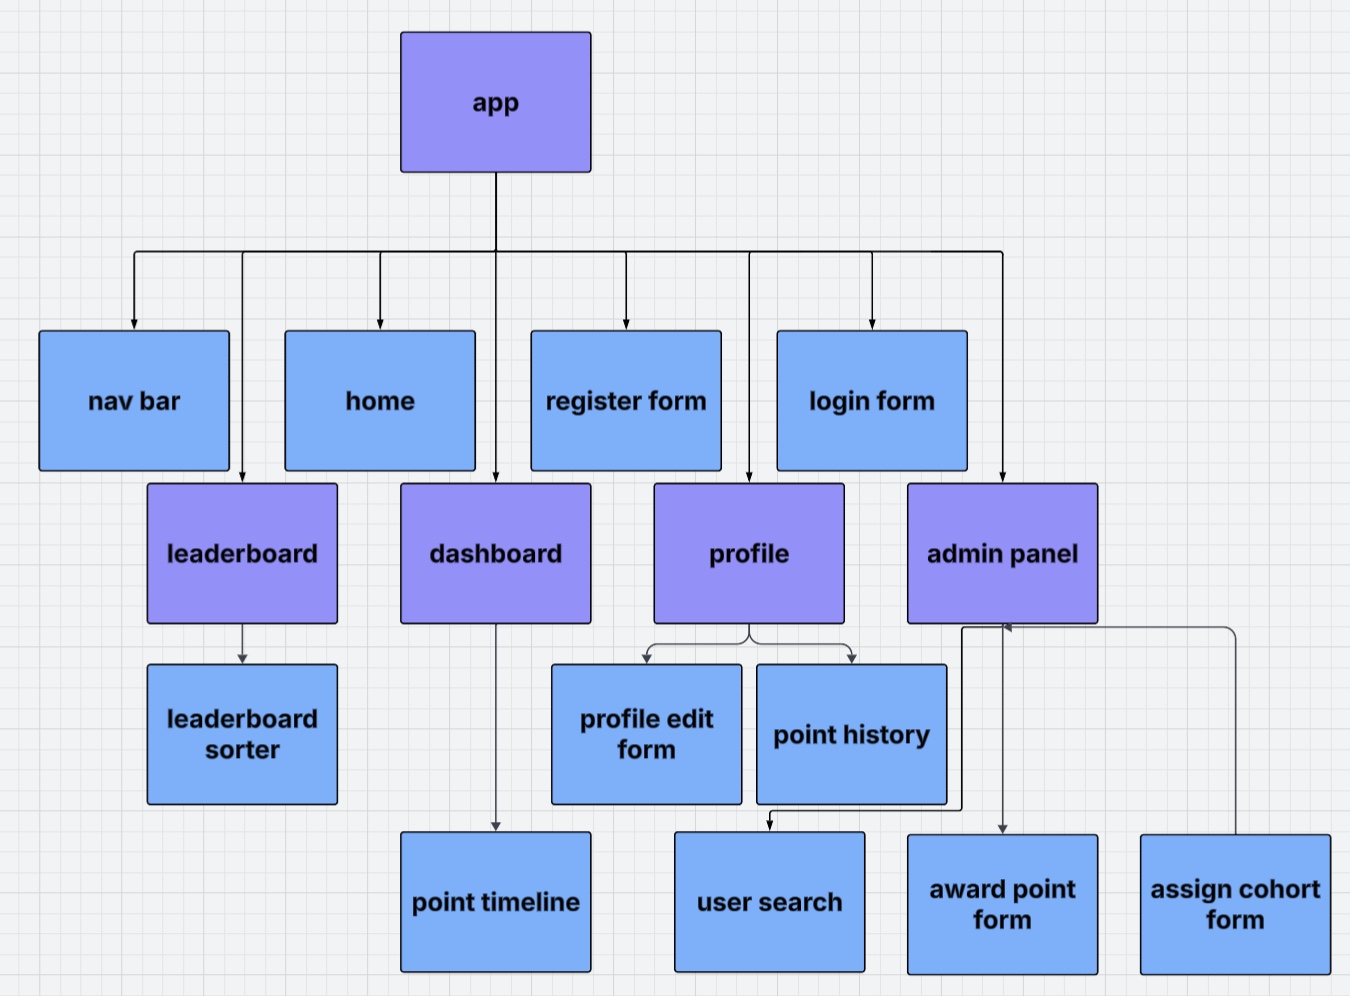 app
nav bar
home
register form
login form
leaderboard
dashboard
profile
admin panel
leaderboard
sorter
profile edit
form
point history
point timeline
user search
award point
form
assign cohort
form